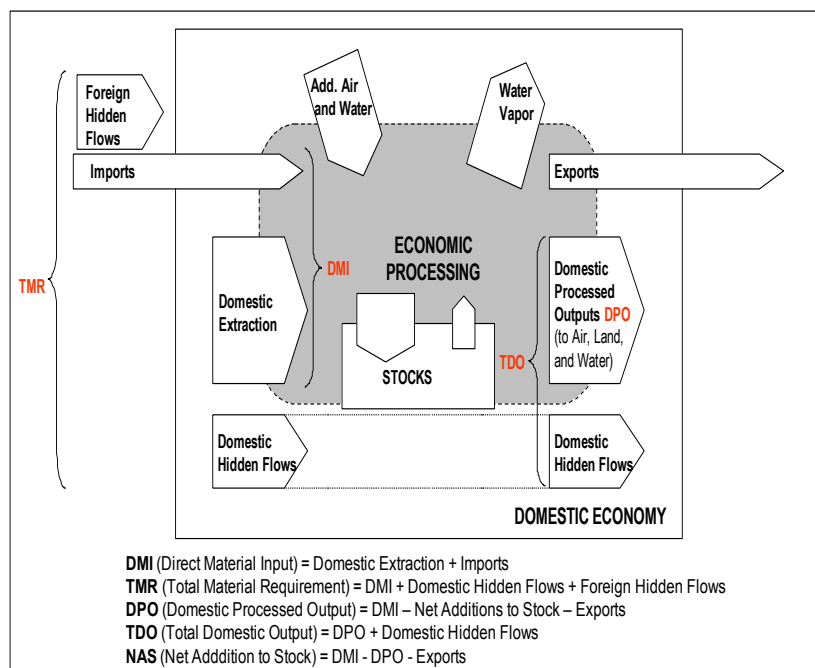 Foreign
Hidden
Flows
Add. Air
and Water
Water
Vapor
Imports
Exports
ECONOMIC
PROCESSING
TMR
DMI
Domestic
Extraction
Domestic
Processed
Outputs DPO
(to Air, Land,
and Water)
TDO
STOCKS
Domestic
Hidden Flows
Domestic
Hidden Flows
DOMESTIC ECONOMY
DMI (Direct Material Input) = Domestic Extraction + Imports
TMR (Total Material Requirement) = DMI + Domestic Hidden Flows + Foreign Hidden Flows
DPO (Domestic Processed Output) = DMI – Net Additions to Stock – Exports
TDO (Total Domestic Output) = DPO + Domestic Hidden Flows
NAS (Net Adddition to Stock) = DMI - DPO - Exports